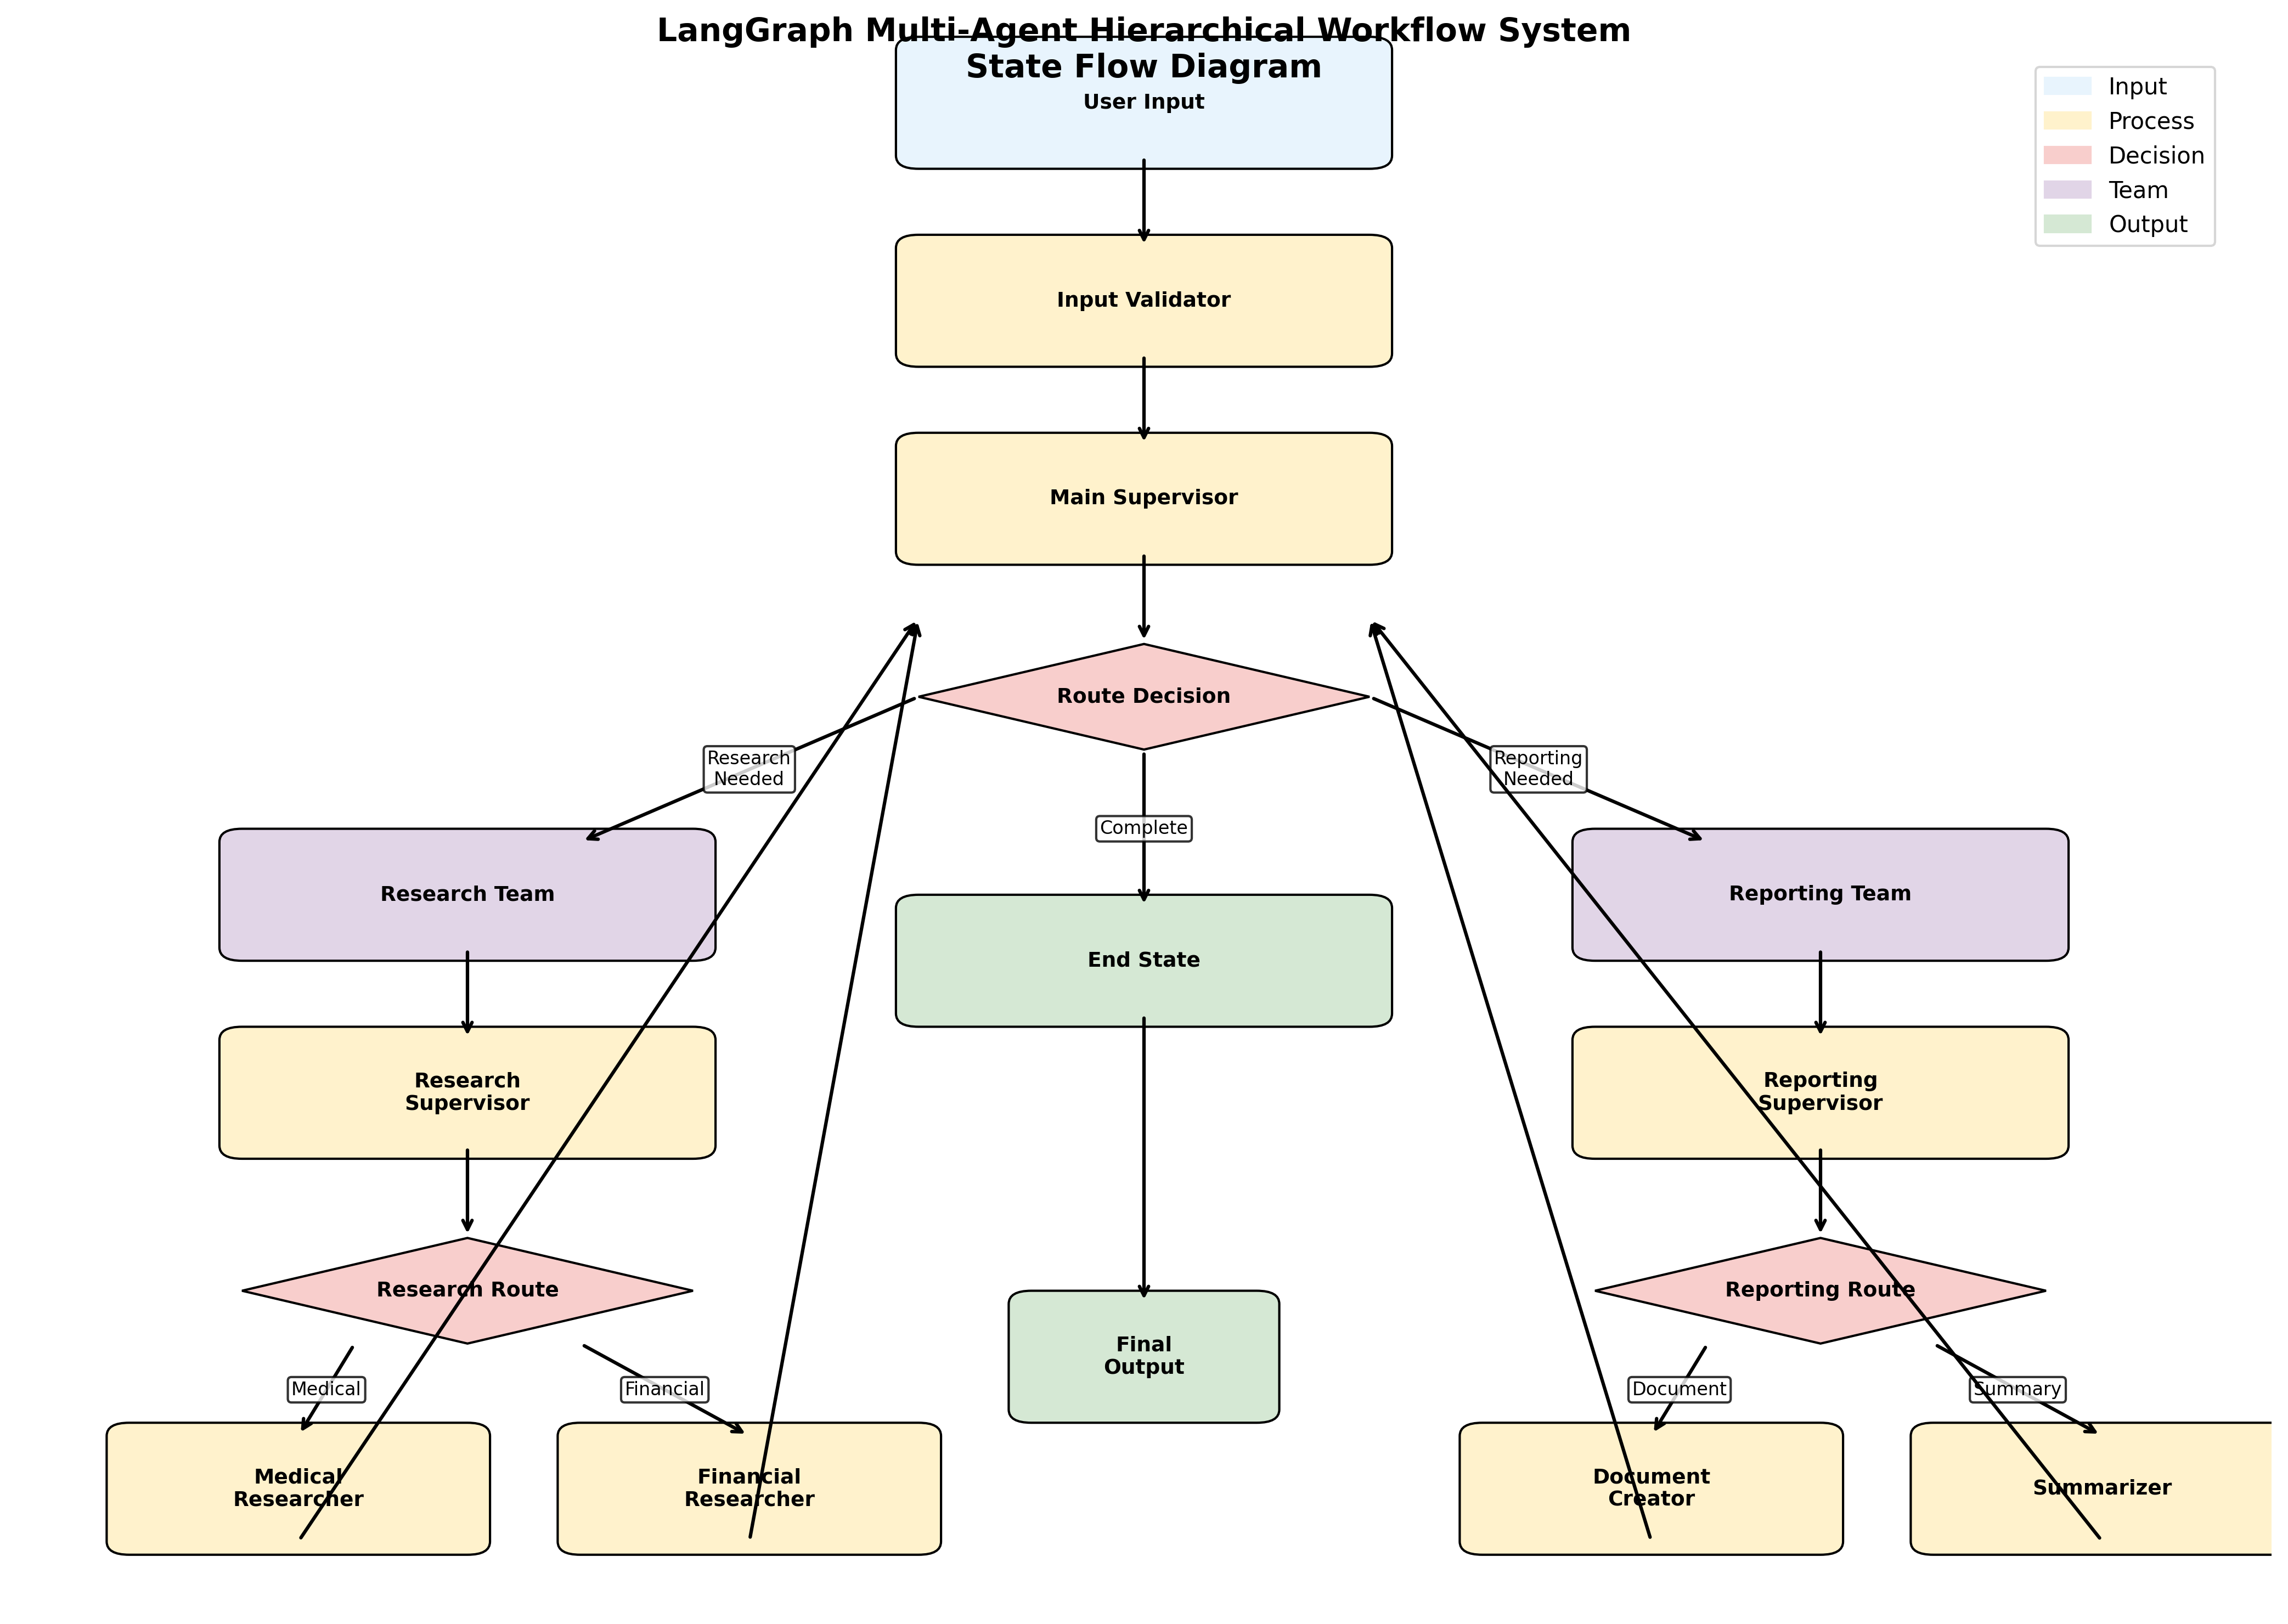 LangGraph Multi-Agent Hierarchical Workflow System
State Flow Diagram
User Input
Input
Process
Decision
Team
Output
Input Validator
Main Supervisor
Route Decision
Research
Needed
Reporting
Needed
Complete
Research Team
Reporting Team
End State
Research
Supervisor
Reporting
Supervisor
Research Route
Reporting Route
Final
Output
Medical
Financial
Document
Summary
Medical
Researcher
Financial
Researcher
Document
Creator
Summarizer